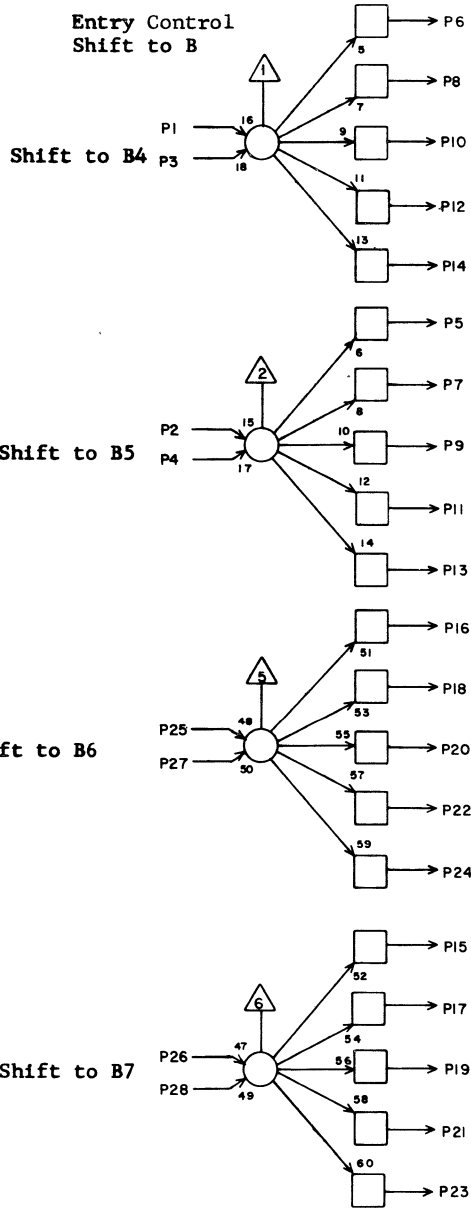 Entry Control
Shift to B
P6
5
1
P8
7
P1
16
9
P10
Shift to B4
P3
18
11
P12
13
P14
P5
6
2
P7
8
P2
15
10
P9
Shift to B5
P4
17
12
P11
14
P13
P16
51
5
P18
53
P25
48
55
P20
ft to B6
P27
50
57
P22
59
P24
P15
52
6
P17
54
P26
47
56
P19
Shift to B7
P28
49
58
P21
60
P23